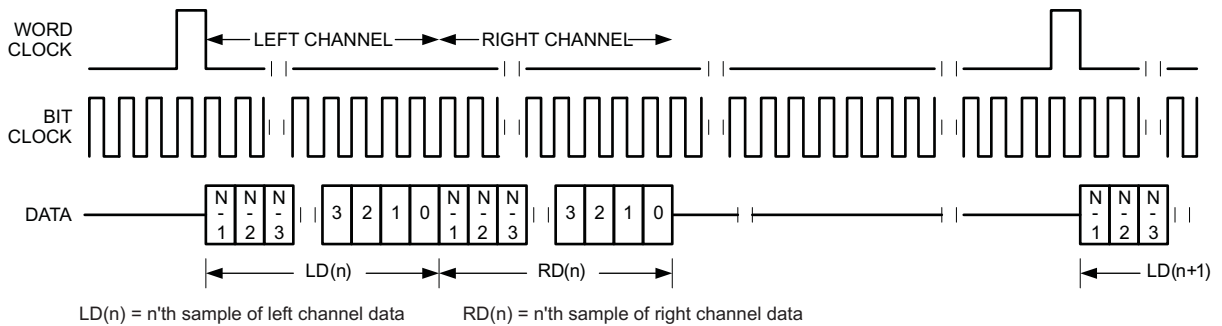 WORD
CLOCK
LEFT CHANNEL
RIGHT CHANNEL
BIT
CLOCK
DATA
N
-
1
N
-
2
N
-
3
3
2
1
0
N
-
1
N
-
2
N
-
3
3
2
1
0
N
-
1
N
-
2
N
-
3
LD(n)
RD(n)
LD(n+1)
LD(n) = n'th sample of left channel data
RD(n) = n'th sample of right channel data